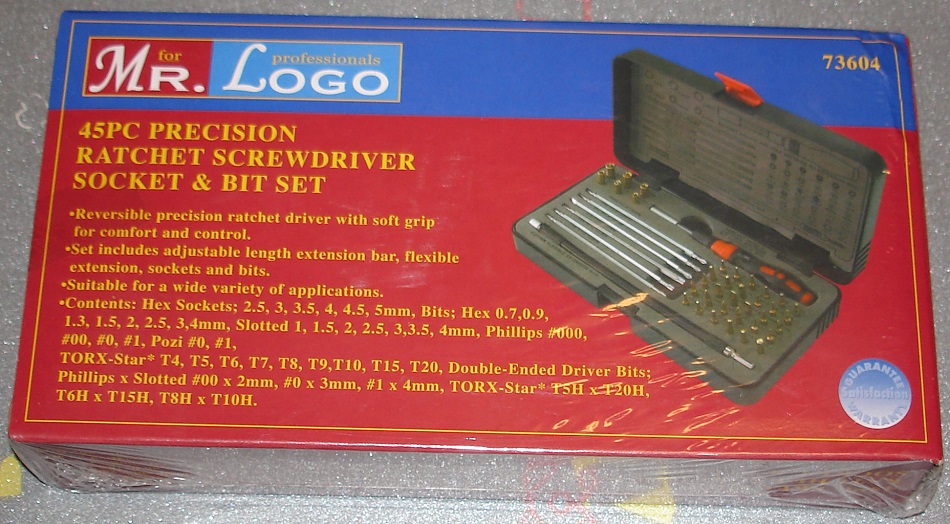 for professionals
MR. LOGO
73604
45PC PRECISION
RATCHET SCREWDRIVER
SOCKET & BIT SET
•Reversible precision ratchet driver with soft grip
for comfort and control.
•Set includes adjustable length extension bar, flexible
extension, sockets and bits.
•Suitable for a wide variety of applications.
•Contents: Hex Sockets; 2.5, 3, 3.5, 4, 4.5, 5mm, Bits; Hex 0.7,0.9,
1.3, 1.5, 2, 2.5, 3,4mm, Slotted 1, 1.5, 2, 2.5, 3,3.5, 4mm, Phillips #000,
#00, #0, #1, Pozi #0, #1,
TORX-Star* T4, T5, T6, T7, T8, T9,T10, T15, T20, Double-Ended Driver Bits;
Phillips x Slotted #00 x 2mm, #0 x 3mm, #1 x 4mm, TORX-Star* T5H x T20H,
T6H x T15H, T8H x T10H.
GUARANTEE
Satisfaction
WARRANTY